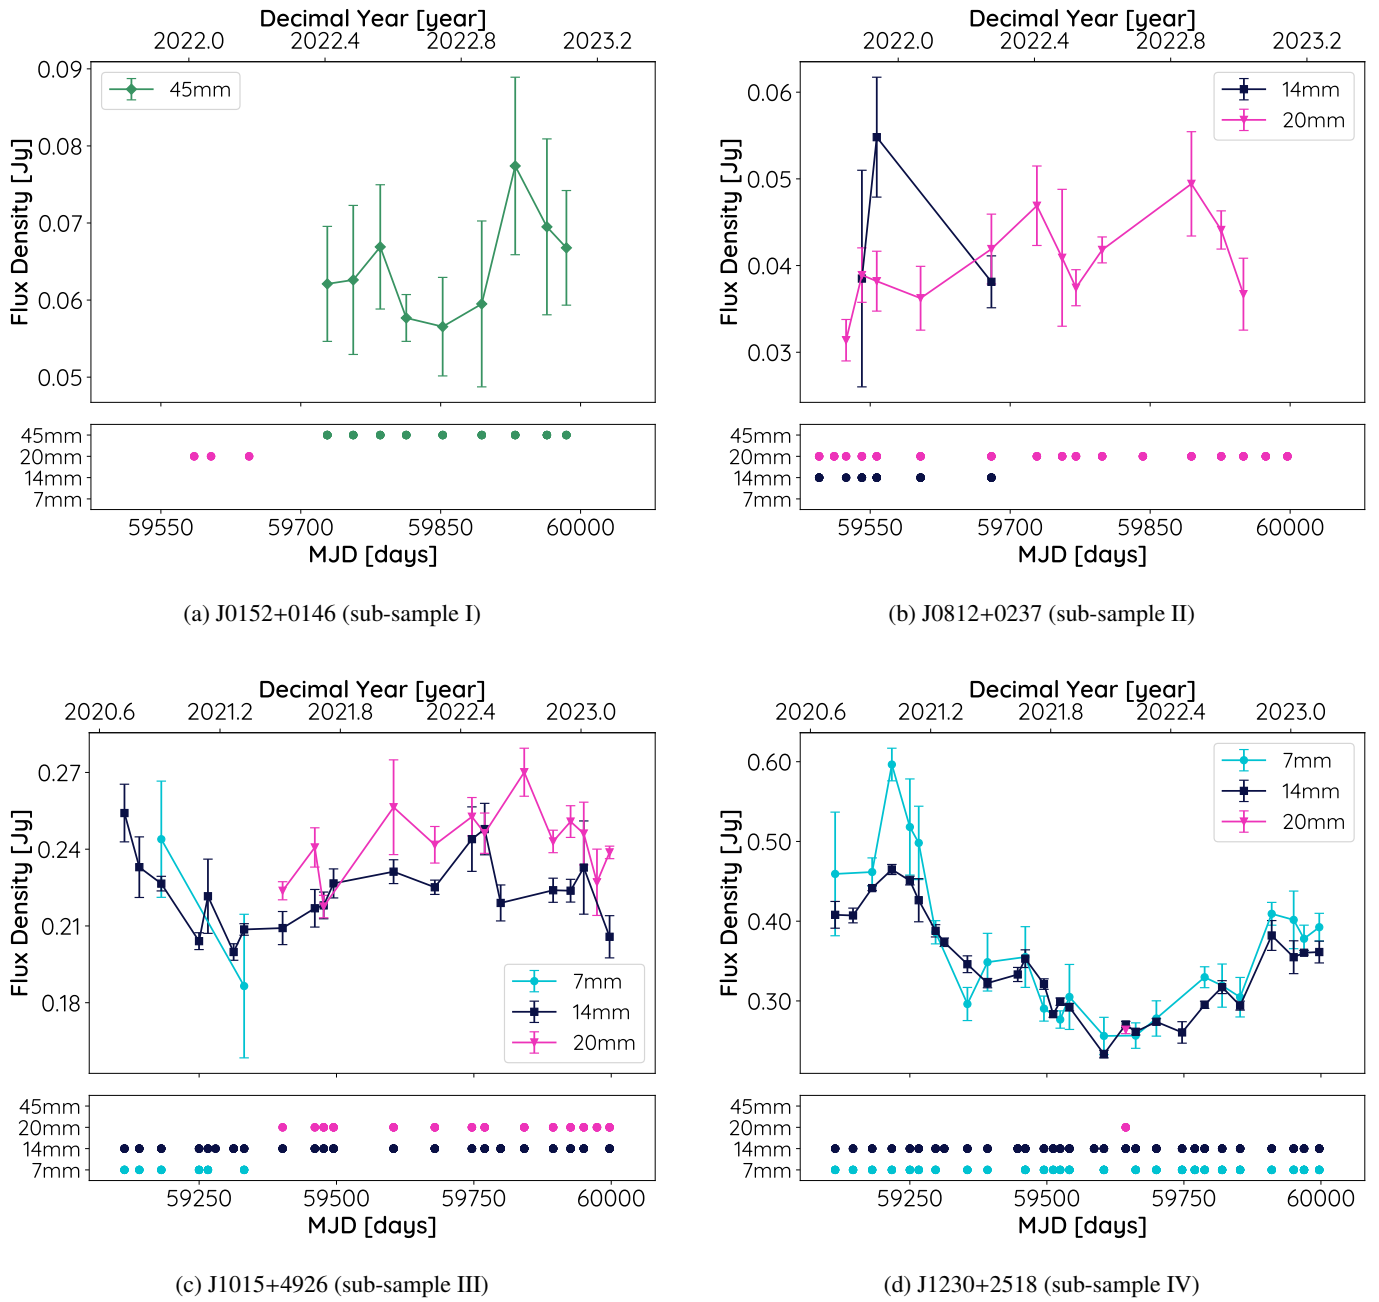 Decimal Year [year]
2022.0 2022.4 2022.8 2023.2
0.09
0.08
0.07
0.06
0.05
Flux Density [Jy]
45mm
45mm
20mm
14mm
7mm
59550 59700 59850 60000
MJD [days]
(a) J0152+0146 (sub-sample I)
Decimal Year [year]
2022.0 2022.4 2022.8 2023.2
0.06
0.05
0.04
0.03
Flux Density [Jy]
14mm
20mm
45mm
20mm
14mm
7mm
59550 59700 59850 60000
MJD [days]
(b) J0812+0237 (sub-sample II)
Decimal Year [year]
2020.6 2021.2 2021.8 2022.4 2023.0
0.27
0.24
0.21
0.18
Flux Density [Jy]
7mm
14mm
20mm
45mm
20mm
14mm
7mm
59250 59500 59750 60000
MJD [days]
(c) J1015+4926 (sub-sample III)
Decimal Year [year]
2020.6 2021.2 2021.8 2022.4 2023.0
0.60
0.50
0.40
0.30
Flux Density [Jy]
7mm
14mm
20mm
45mm
20mm
14mm
7mm
59250 59500 59750 60000
MJD [days]
(d) J1230+2518 (sub-sample IV)